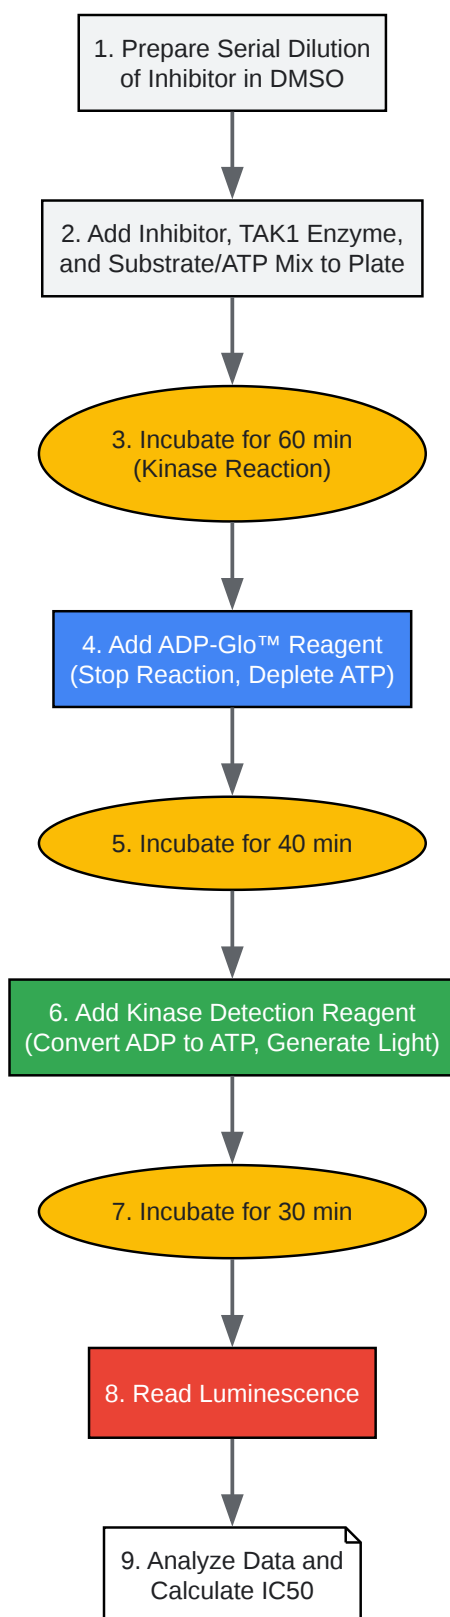 1. Prepare Serial Dilution
of Inhibitor in DMSO
2. Add Inhibitor, TAK1 Enzyme,
and Substrate/ATP Mix to Plate
3. Incubate for 60 min
(Kinase Reaction)
4. Add ADP-Glo™ Reagent
(Stop Reaction, Deplete ATP)
5. Incubate for 40 min
6. Add Kinase Detection Reagent
(Convert ADP to ATP, Generate Light)
7. Incubate for 30 min
8. Read Luminescence
9. Analyze Data and
Calculate IC50